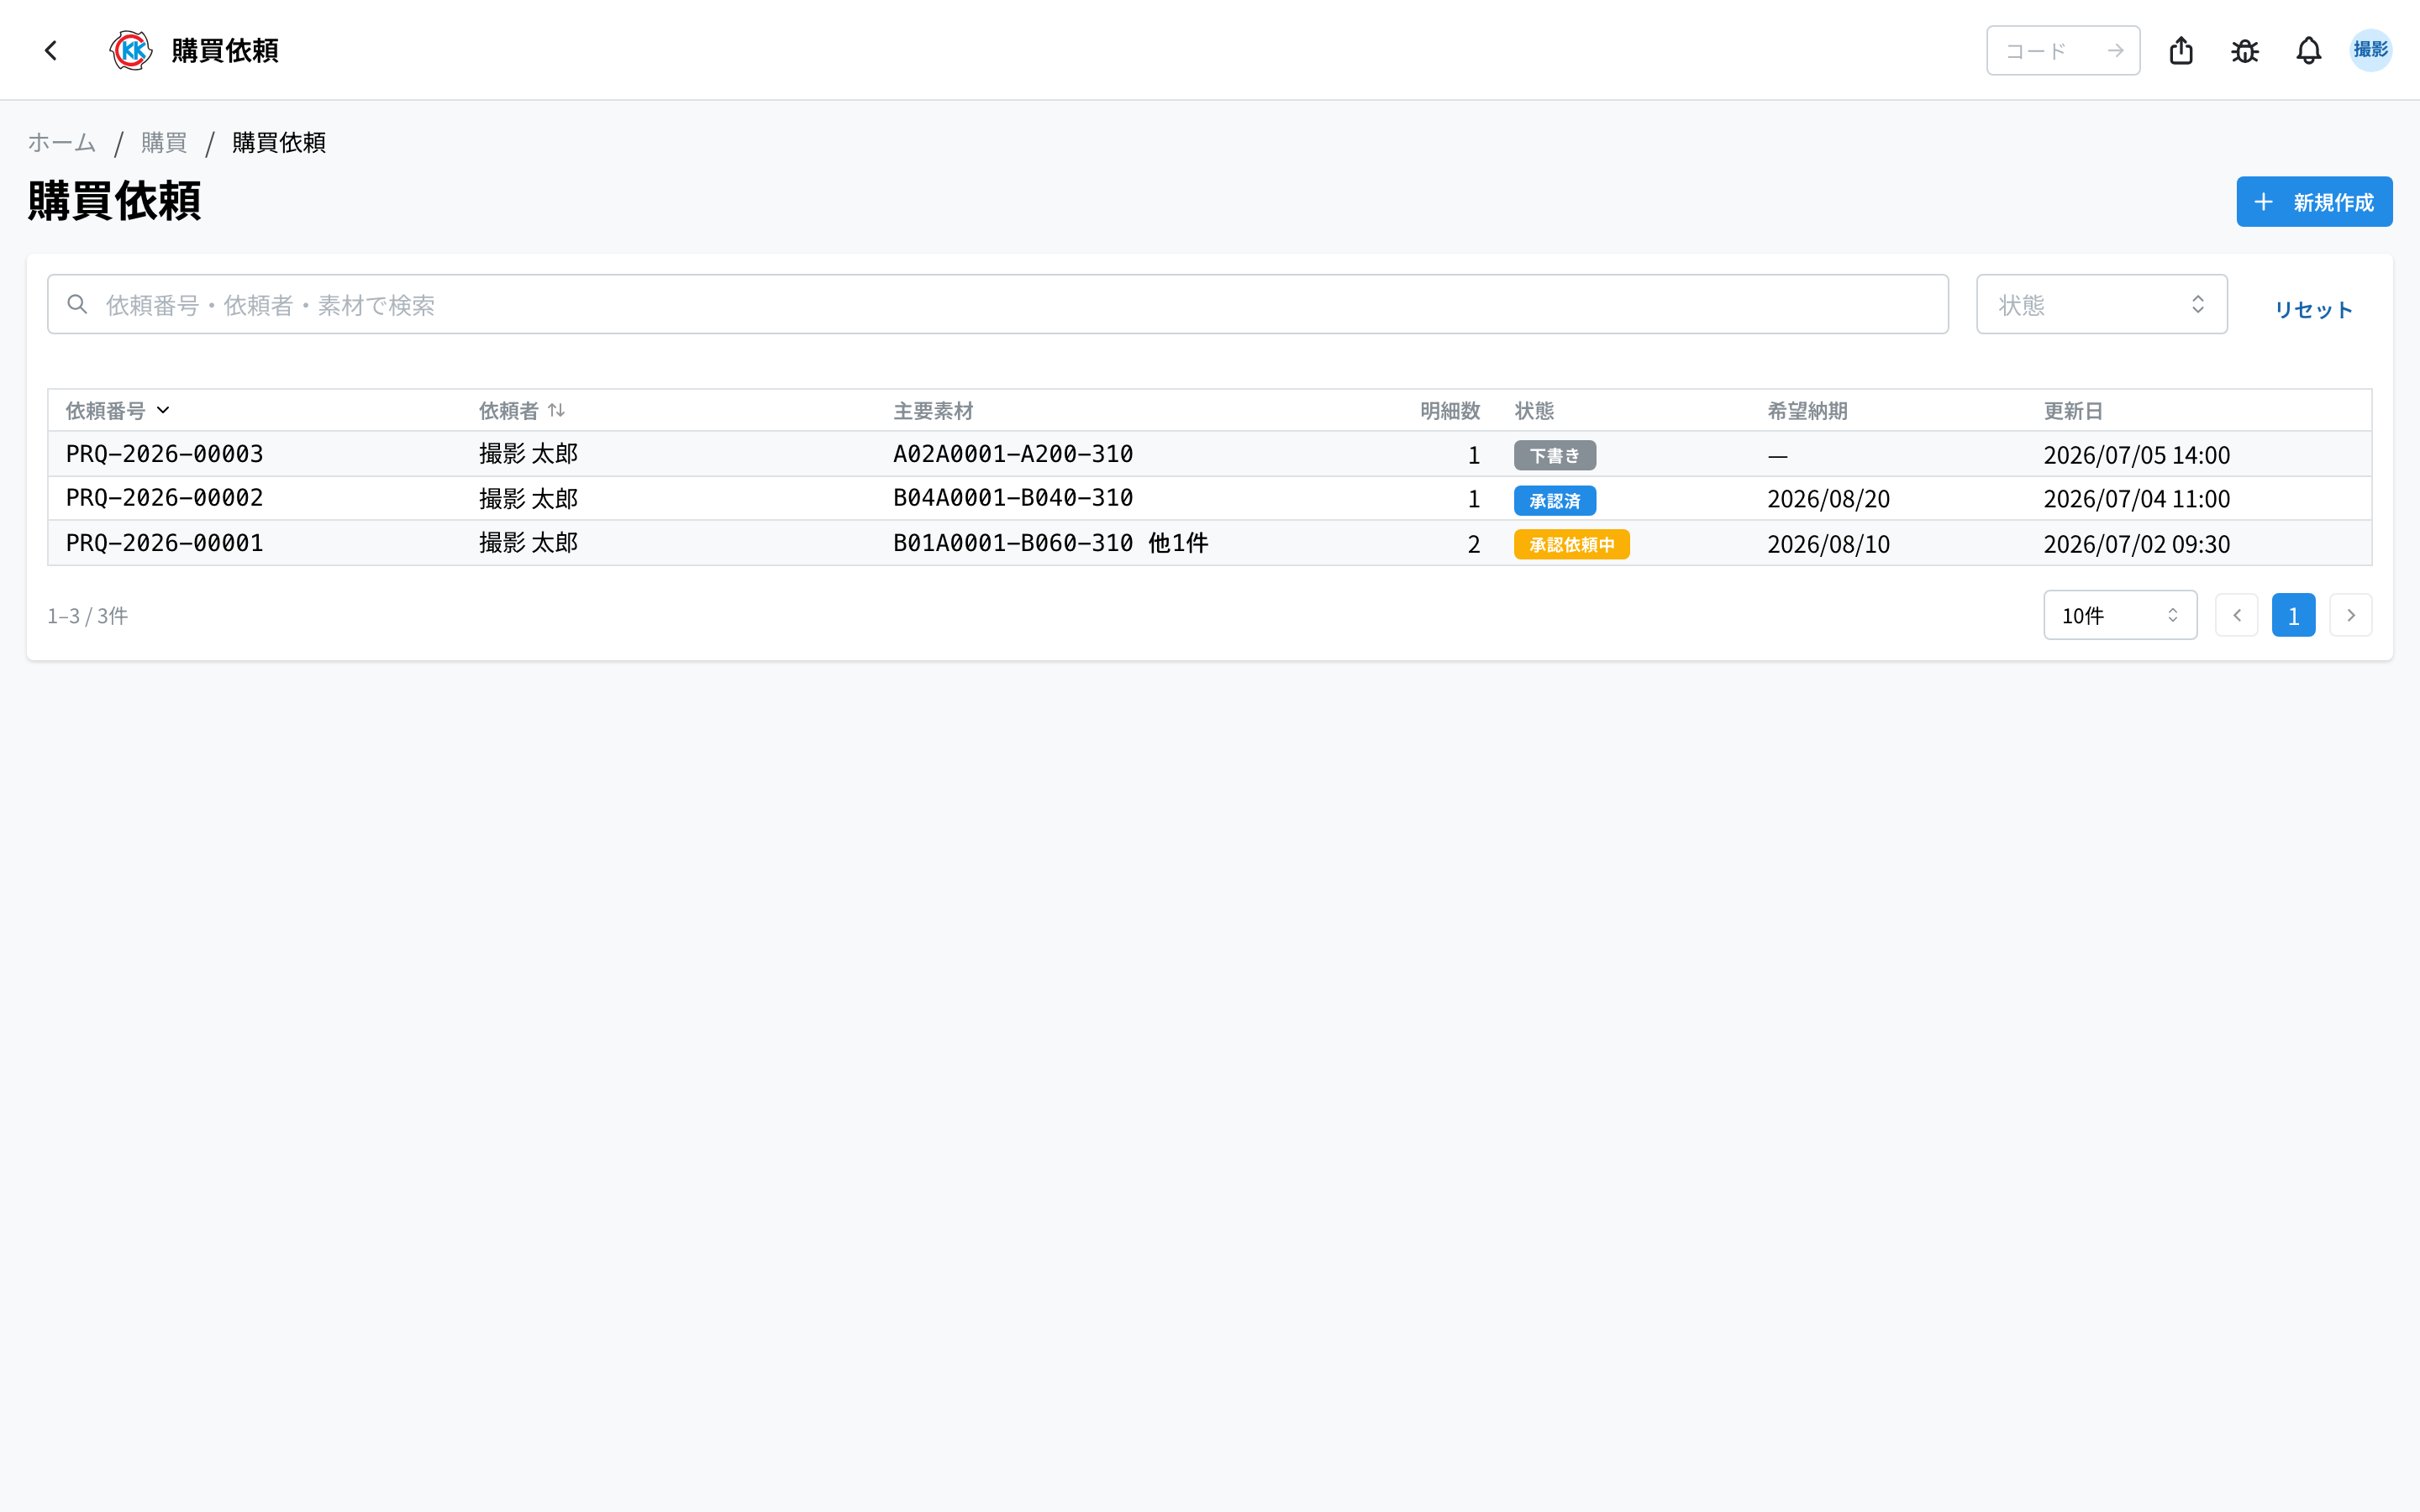 CKK 購買依頼
コード
撮影
ホーム / 購買 / 購買依頼
購買依頼
新規作成
依頼番号・依頼者・素材で検索
状態
リセット
依頼番号 依頼者 主要素材 明細数 状態 希望納期 更新日
PRQ-2026-00003 撮影 太郎 A02A0001-A200-310 1 下書き — 2026/07/05 14:00
PRQ-2026-00002 撮影 太郎 B04A0001-B040-310 1 承認済 2026/08/20 2026/07/04 11:00
PRQ-2026-00001 撮影 太郎 B01A0001-B060-310 他1件 2 承認依頼中 2026/08/10 2026/07/02 09:30
1–3 / 3件
10件
1